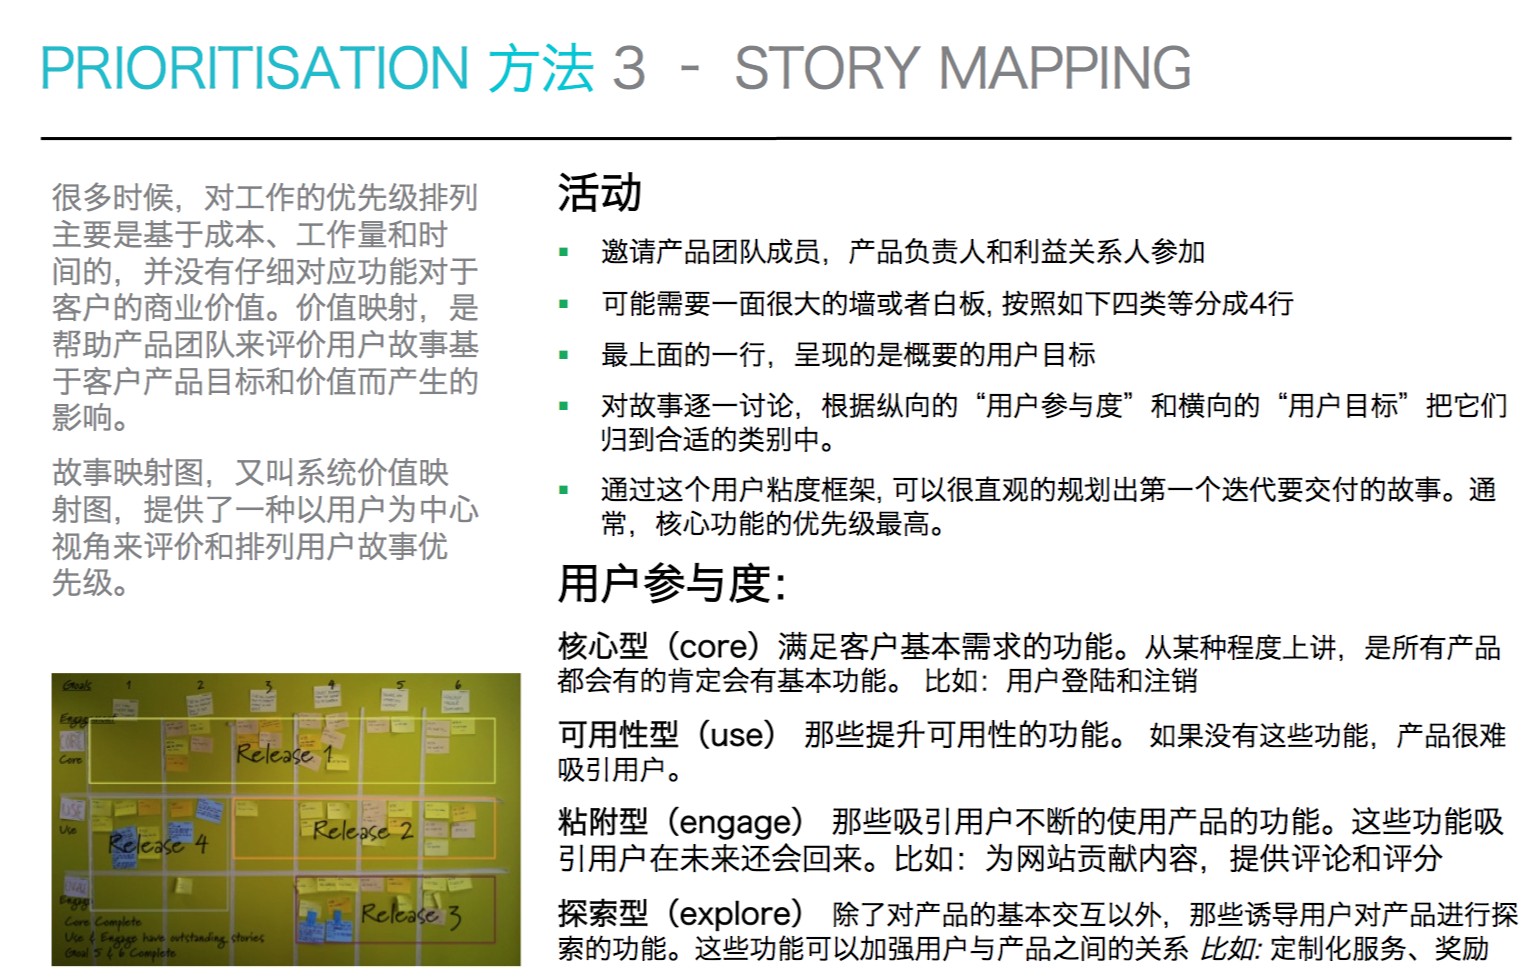 PRIORITISATION 方法 3 - STORY MAPPING
很多时候，对工作的优先级排列
主要是基于成本、工作量和时
间的，并没有仔细对应功能对于
客户的商业价值。价值映射，是
帮助产品团队来评价用户故事基
于客户产品目标和价值而产生的
影响。
故事映射图，又叫系统价值映
射图，提供了一种以用户为中心
视角来评价和排列用户故事优
先级。
Goals 1 2 3 4 5 6
Engagement
CORE
Core
Release 1
USE
Use
Release 4
Release 2
ENGAGE
Engage
Release 3
Core Complete
Use & Engage have outstanding stories
Goal 5 & 6 Complete
活动
▪ 邀请产品团队成员，产品负责人和利益关系人参加
▪ 可能需要一面很大的墙或者白板, 按照如下四类等分成4行
▪ 最上面的一行，呈现的是概要的用户目标
▪ 对故事逐一讨论，根据纵向的“用户参与度”和横向的“用户目标”把它们
归到合适的类别中。
▪ 通过这个用户粘度框架, 可以很直观的规划出第一个迭代要交付的故事。通
常，核心功能的优先级最高。
用户参与度：
核心型（core）满足客户基本需求的功能。从某种程度上讲，是所有产品
都会有的肯定会有基本功能。 比如：用户登陆和注销
可用性型（use） 那些提升可用性的功能。 如果没有这些功能，产品很难
吸引用户。
粘附型（engage） 那些吸引用户不断的使用产品的功能。这些功能吸
引用户在未来还会回来。比如：为网站贡献内容，提供评论和评分
探索型（explore） 除了对产品的基本交互以外，那些诱导用户对产品进行探
索的功能。这些功能可以加强用户与产品之间的关系 比如: 定制化服务、奖励